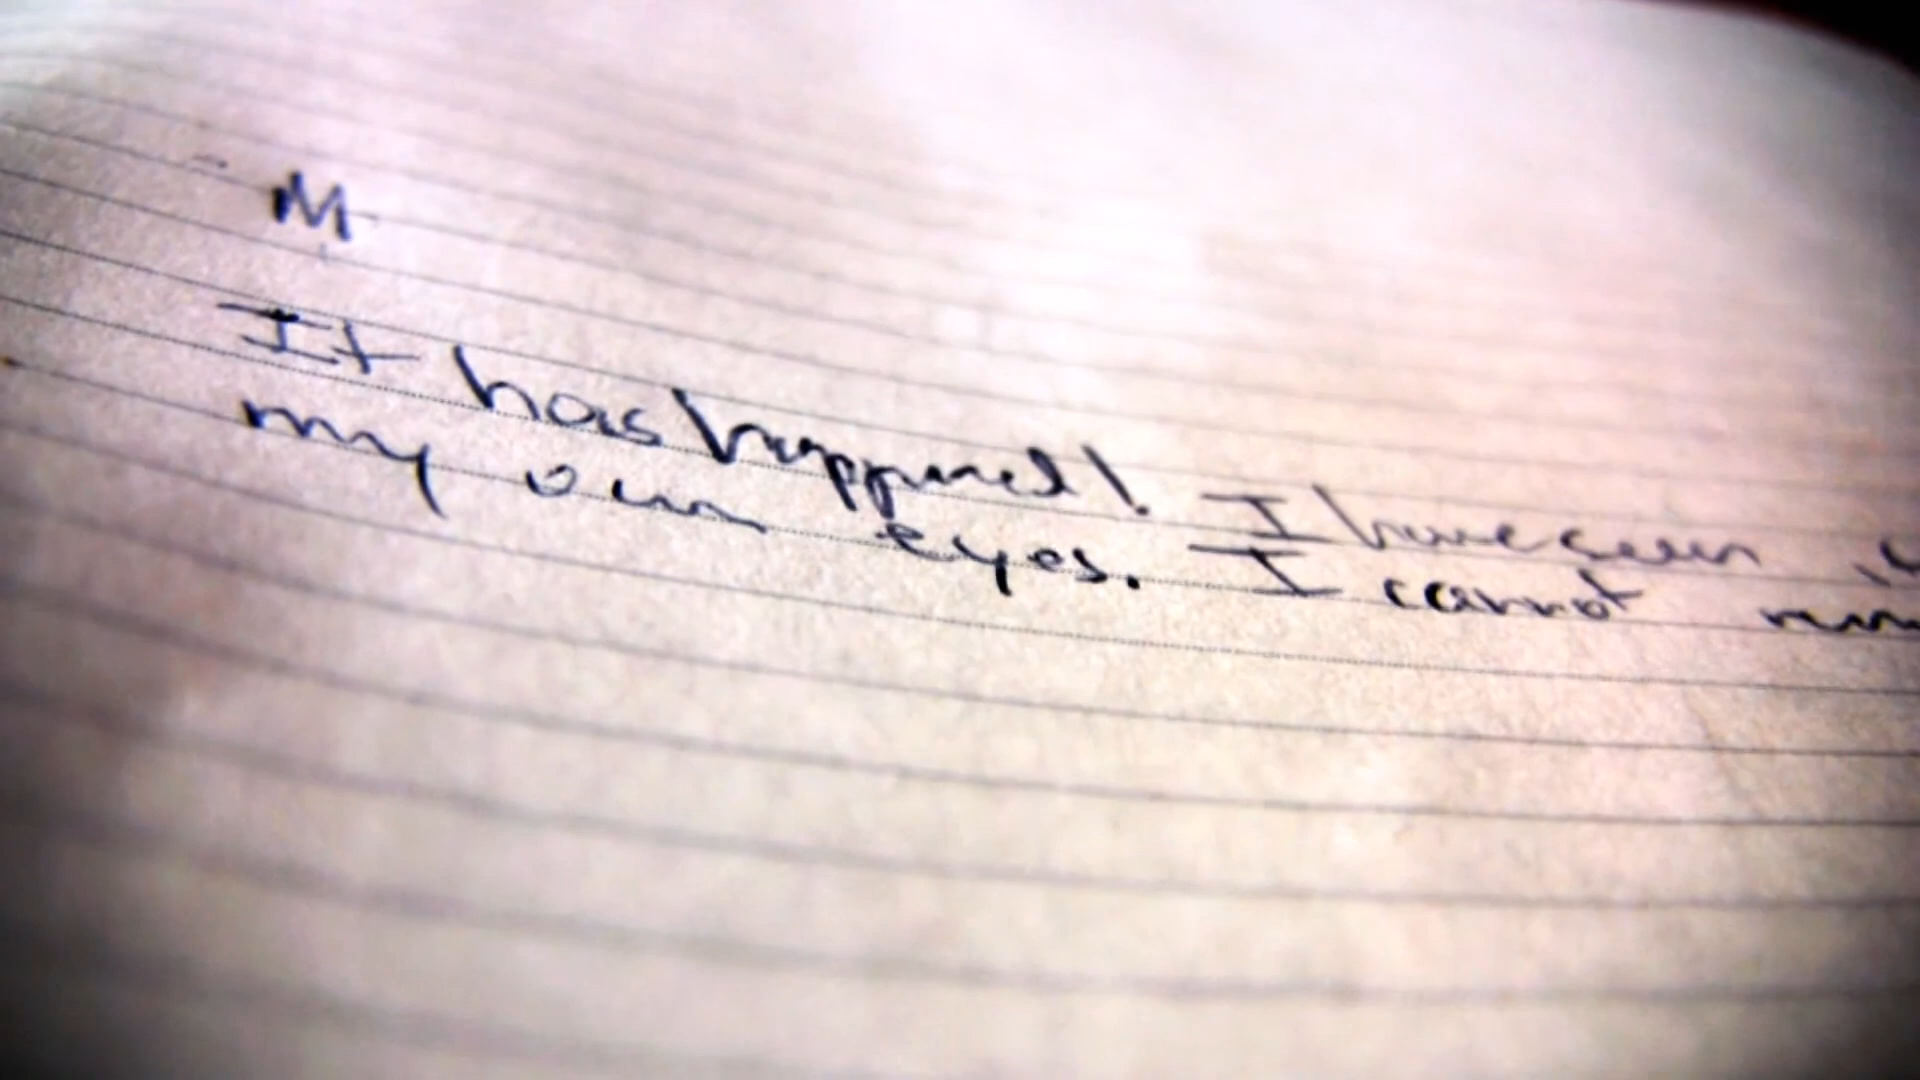 M
It has happened! I have seen
my own eyes. I cannot